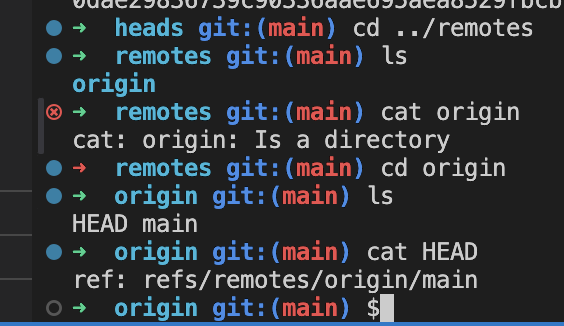 ➜ heads git:(main) cd ../remotes
➜ remotes git:(main) ls
origin
➜ remotes git:(main) cat origin
cat: origin: Is a directory
➜ remotes git:(main) cd origin
➜ origin git:(main) ls
HEAD main
➜ origin git:(main) cat HEAD
ref: refs/remotes/origin/main
➜ origin git:(main) $